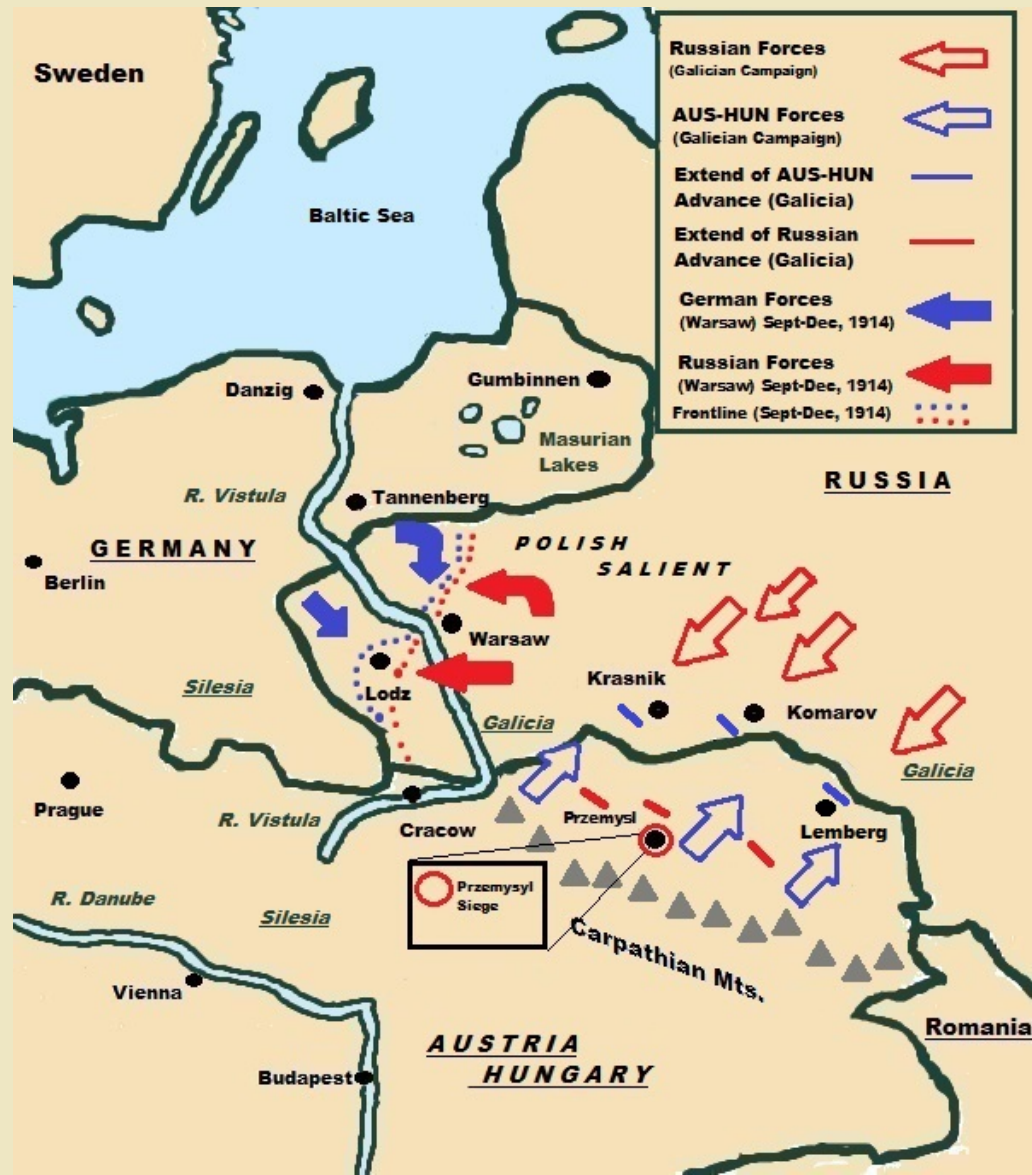 Sweden
Baltic Sea
Russian Forces
(Galician Campaign)
AUS-HUN Forces
(Galician Campaign)
Extend of AUS-HUN
Advance (Galicia)
Extend of Russian
Advance (Galicia)
German Forces
(Warsaw) Sept-Dec, 1914)
Russian Forces
(Warsaw) Sept-Dec, 1914)
Frontline (Sept-Dec, 1914)
Danzig
Gumbinnen
Masurian
Lakes
R. Vistula
Tannenberg
RUSSIA
GERMANY
POLISH
SALIENT
Berlin
Warsaw
Lodz
Silesia
Krasnik
Komarov
Galicia
Galicia
Prague
R. Vistula
Cracow
Przemysl
Lemberg
Przemysyl
Siege
R. Danube
Silesia
Carpathian Mts.
Vienna
Romania
AUSTRIA
HUNGARY
Budapest